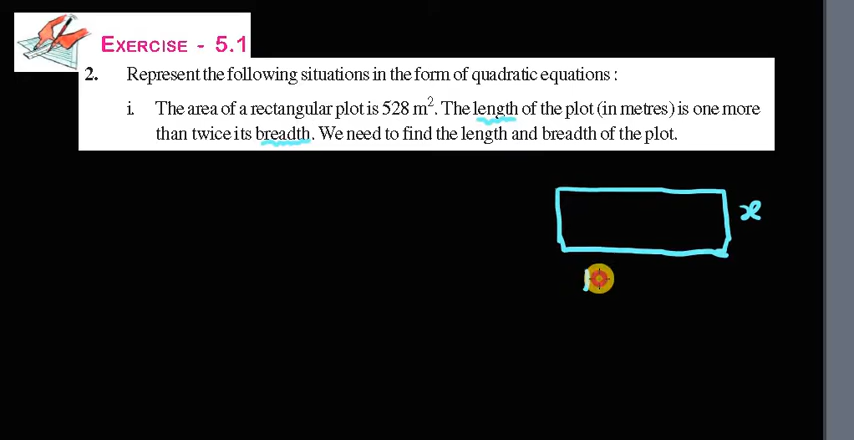 EXERCISE - 5.1
2. Represent the following situations in the form of quadratic equations :
i. The area of a rectangular plot is 528 m². The length of the plot (in metres) is one more
than twice its breadth. We need to find the length and breadth of the plot.
x